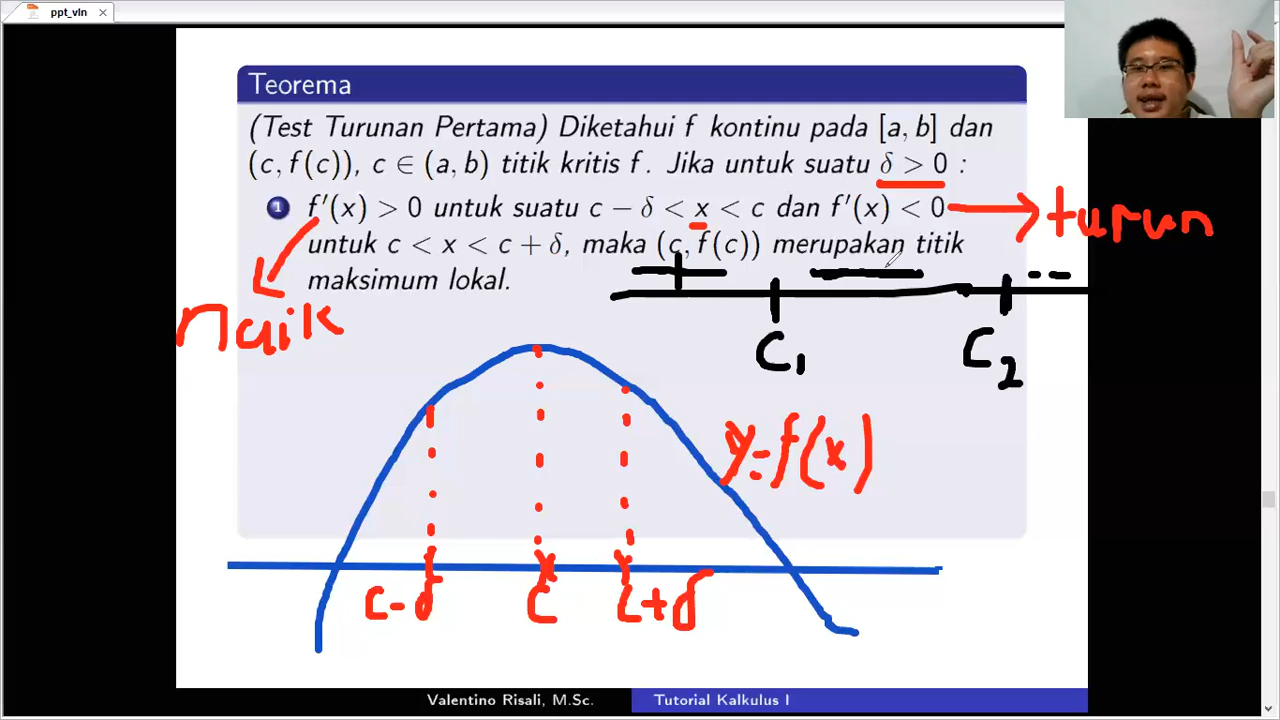 ppt_vln
Teorema
(Test Turunan Pertama) Diketahui f kontinu pada [a, b] dan
(c, f(c)), c ∈ (a, b) titik kritis f. Jika untuk suatu δ > 0 :
1 f'(x) > 0 untuk suatu c − δ < x < c dan f'(x) < 0
turun
untuk c < x < c + δ, maka (c, f(c)) merupakan titik
maksimum lokal.
+ − --
naik
C1 C2
y=f(x)
c-δ c c+δ
Valentino Risali, M.Sc. Tutorial Kalkulus I